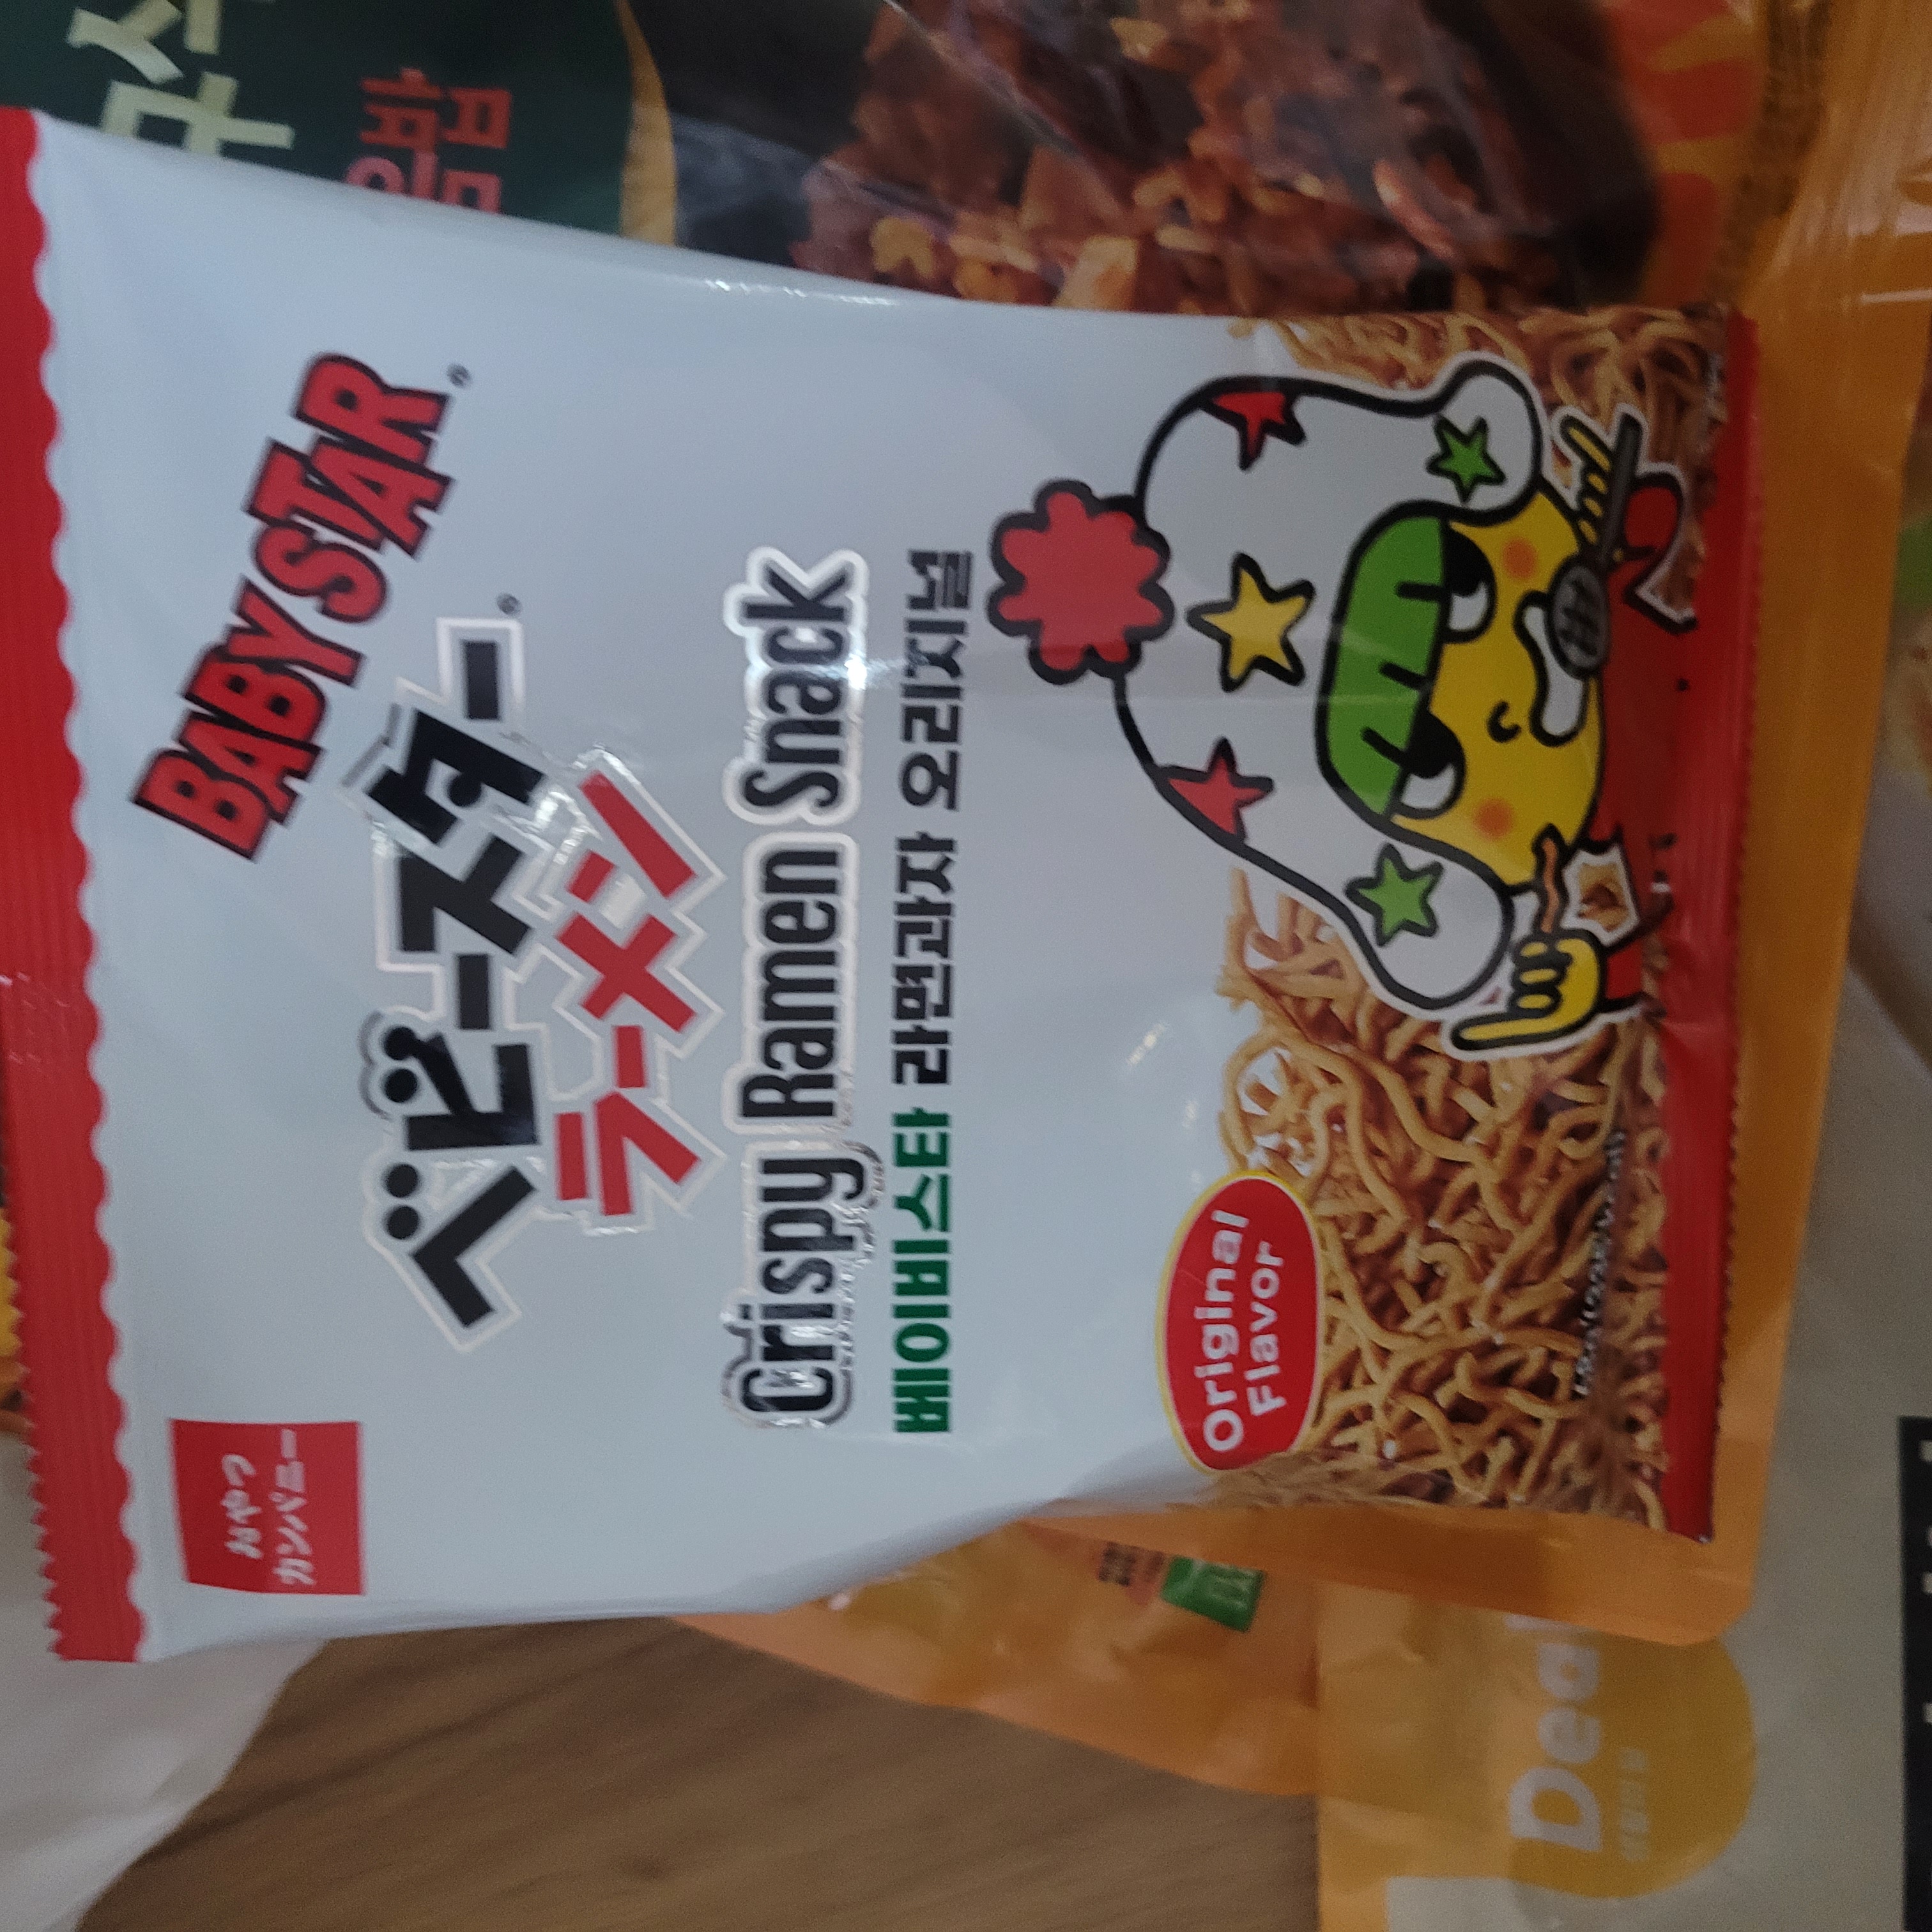 おやつ
カンパニー
BABY STAR®
ベビースター®
ラーメン
Crispy Ramen Snack
베이비스타 라면과자 오리지널
Original
Flavor
Deal